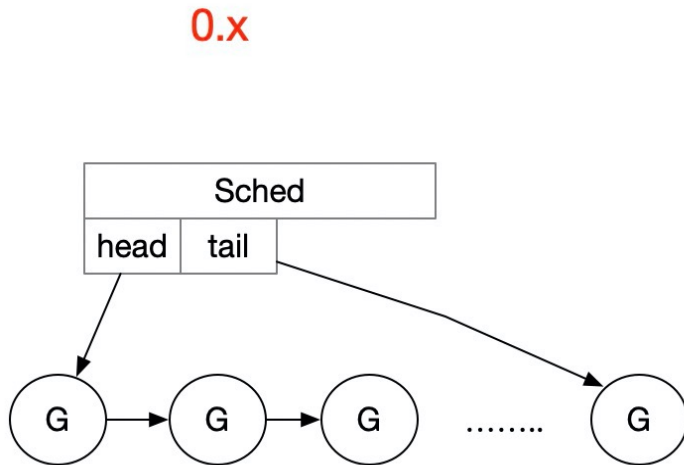 0.x
Sched
head tail
G G G ........ G